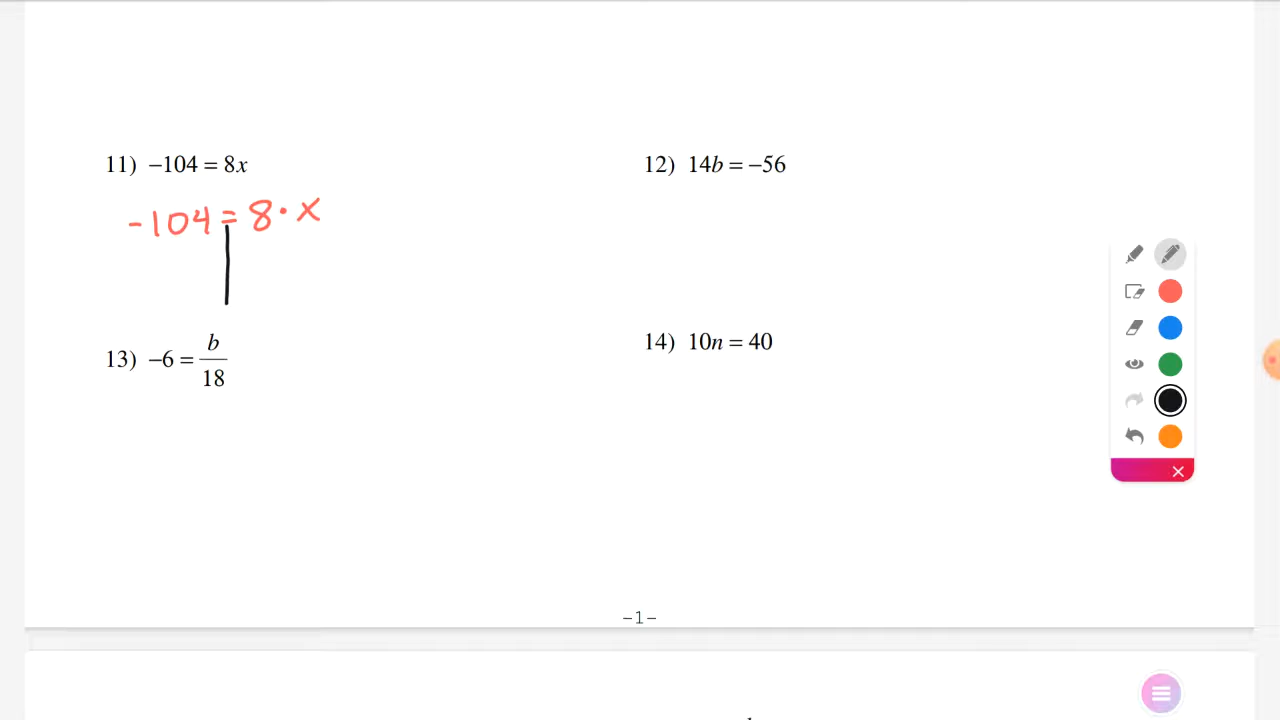 11) −104 = 8x
12) 14b = −56
-104 = 8 · x
13) −6 = b/18
14) 10n = 40
-1-